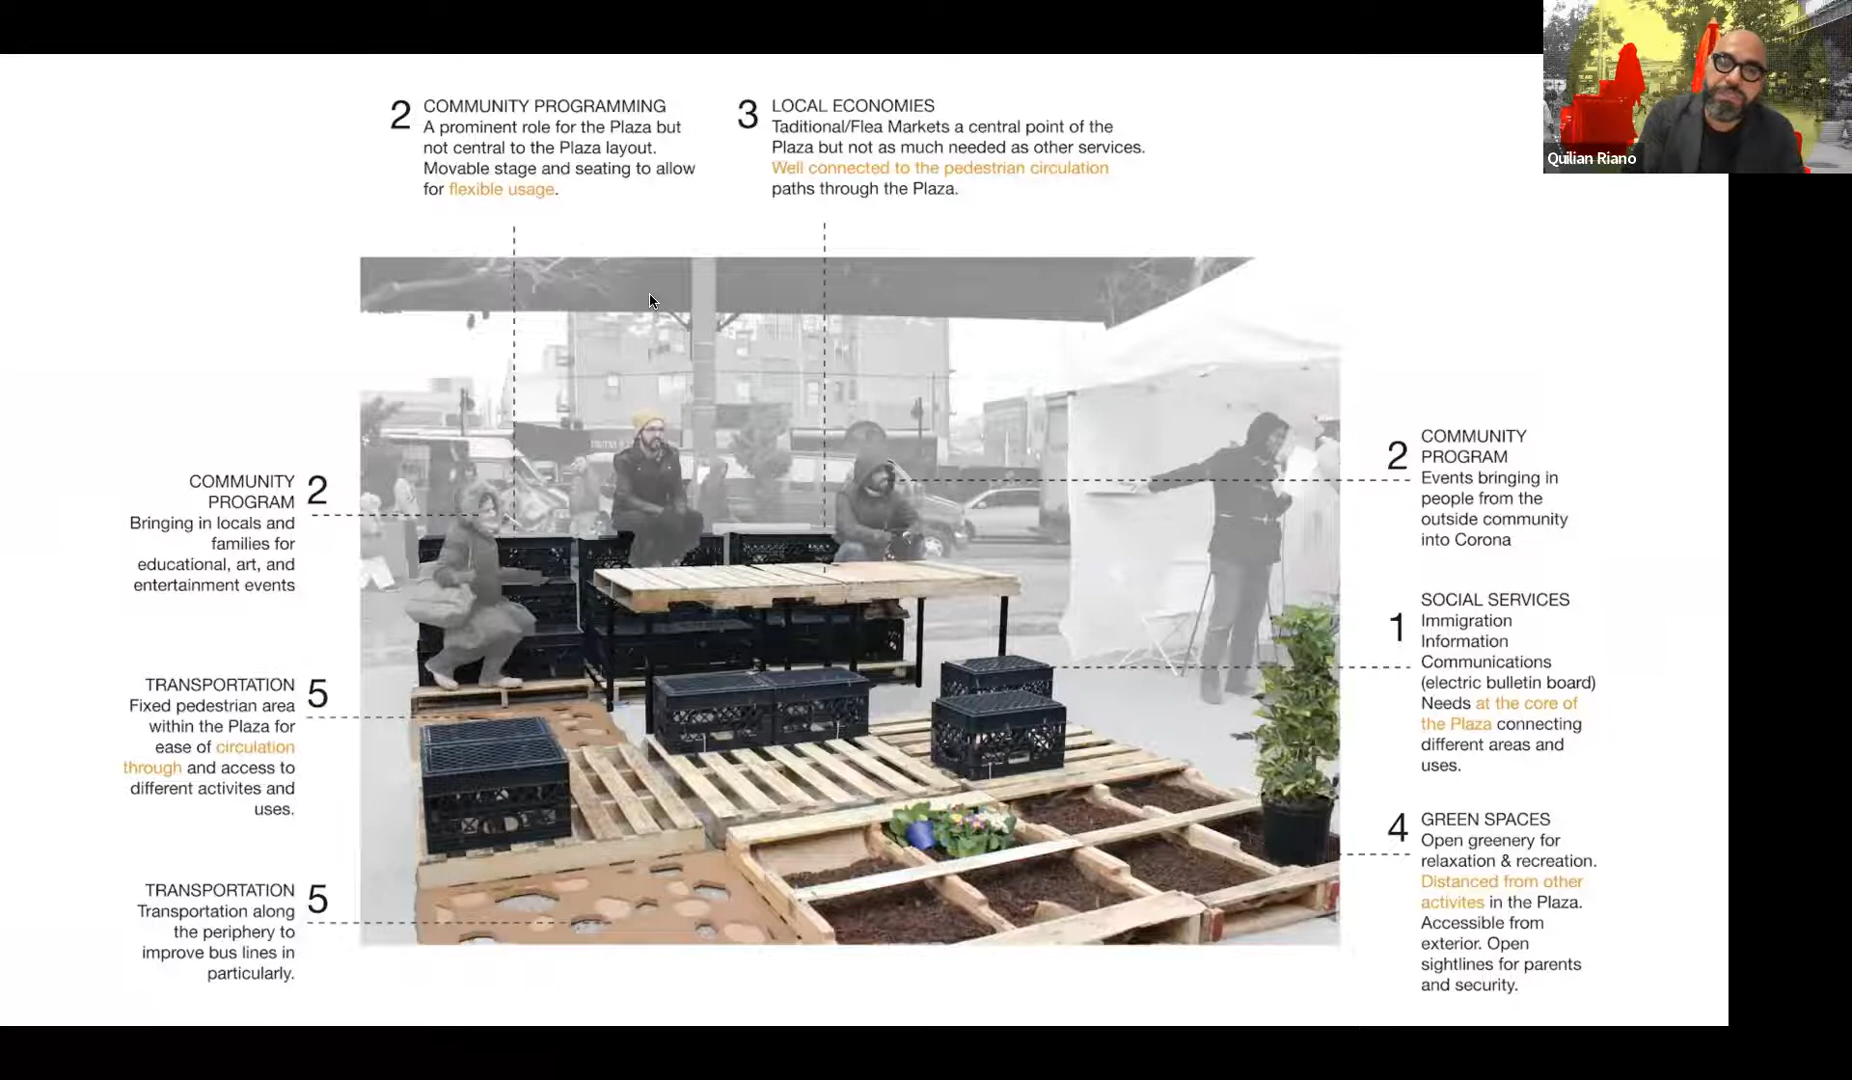 2
COMMUNITY PROGRAMMING
A prominent role for the Plaza but
not central to the Plaza layout.
Movable stage and seating to allow
for flexible usage.
3
LOCAL ECONOMIES
Taditional/Flea Markets a central point of the
Plaza but not as much needed as other services.
Well connected to the pedestrian circulation
paths through the Plaza.
Quilian Riano
COMMUNITY
PROGRAM
2
Bringing in locals and
families for
educational, art, and
entertainment events
TRANSPORTATION
5
Fixed pedestrian area
within the Plaza for
ease of circulation
through and access to
different activites and
uses.
TRANSPORTATION
5
Transportation along
the periphery to
improve bus lines in
particularly.
2
COMMUNITY
PROGRAM
Events bringing in
people from the
outside community
into Corona
1
SOCIAL SERVICES
Immigration
Information
Communications
(electric bulletin board)
Needs at the core of
the Plaza connecting
different areas and
uses.
4
GREEN SPACES
Open greenery for
relaxation & recreation.
Distanced from other
activites in the Plaza.
Accessible from
exterior. Open
sightlines for parents
and security.